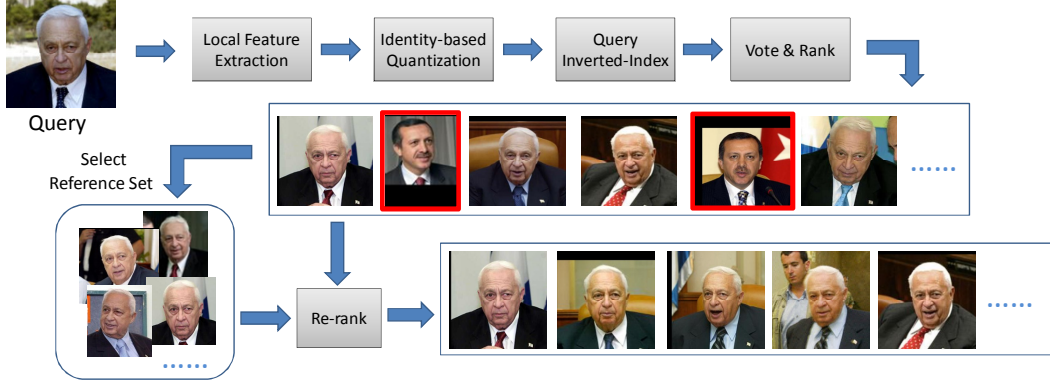 Query
Local Feature
Extraction
Identity-based
Quantization
Query
Inverted-Index
Vote & Rank
......
Select
Reference Set
......
Re-rank
......